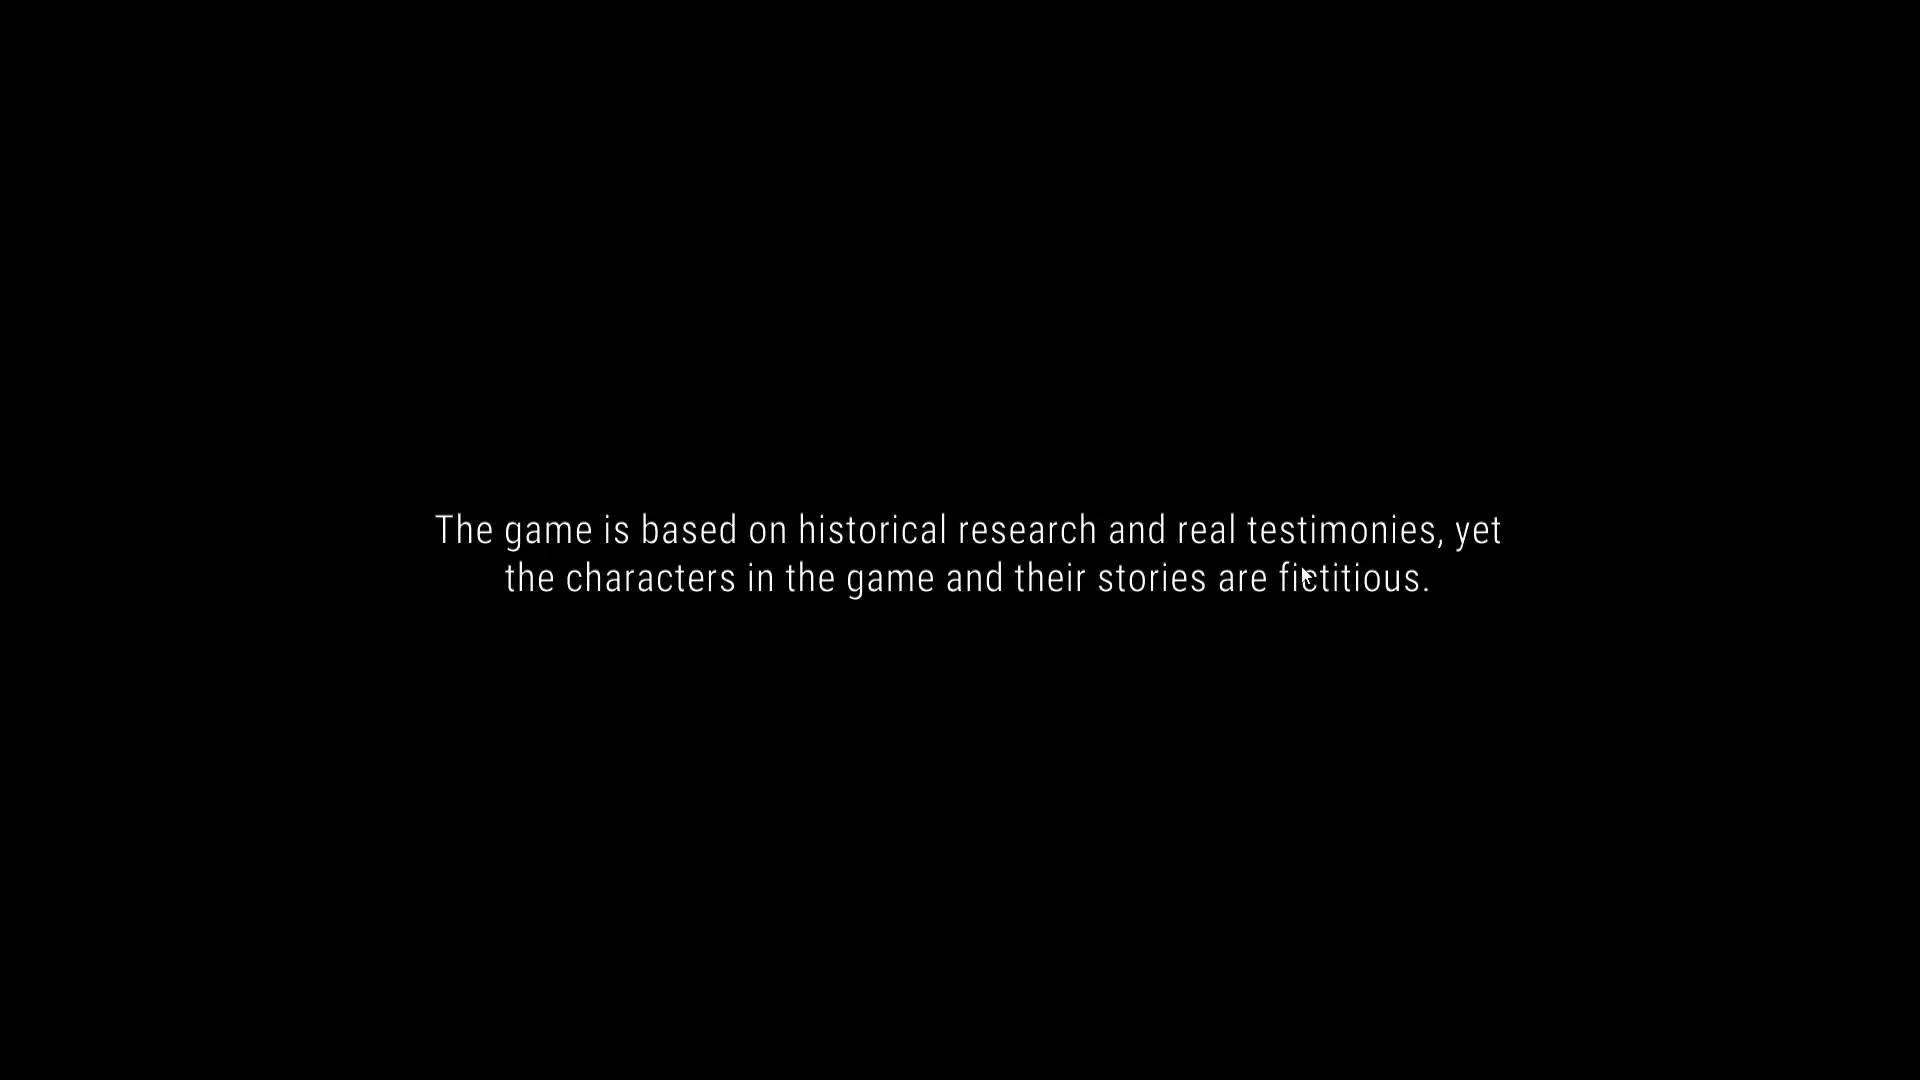 The game is based on historical research and real testimonies, yet
the characters in the game and their stories are fictitious.